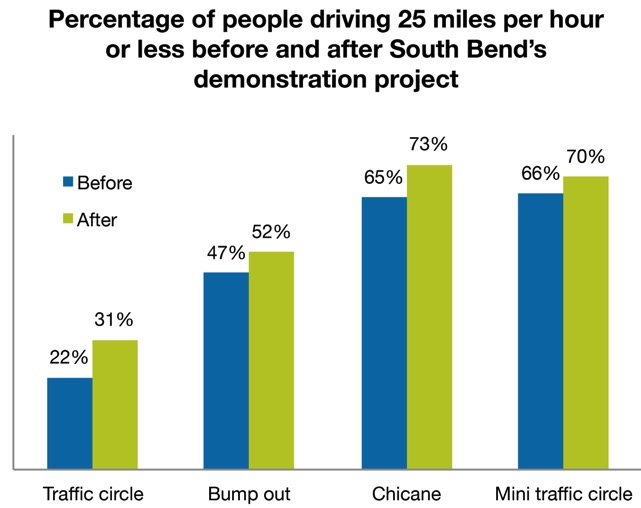 Percentage of people driving 25 miles per hour
or less before and after South Bend's
demonstration project
Before
After
22%
31%
47%
52%
65%
73%
66%
70%
Traffic circle
Bump out
Chicane
Mini traffic circle